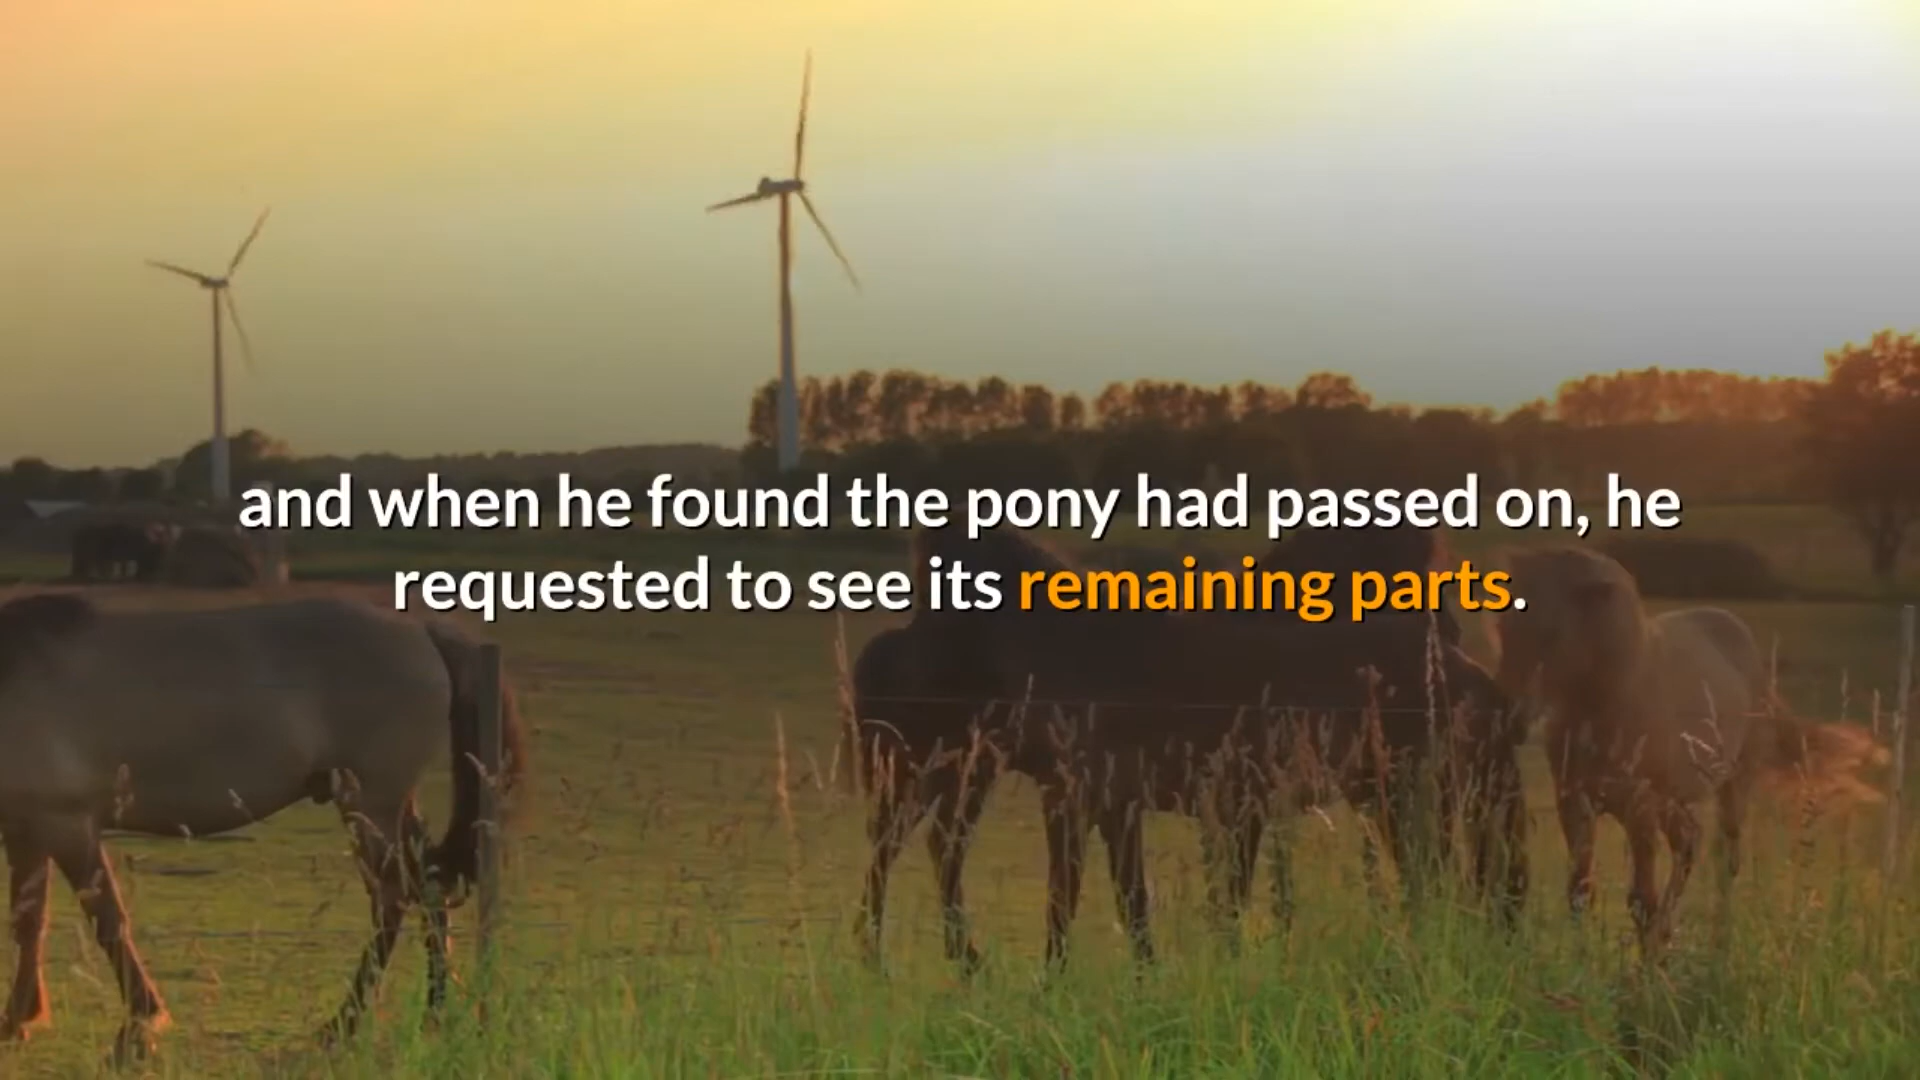 and when he found the pony had passed on, he
requested to see its remaining parts.